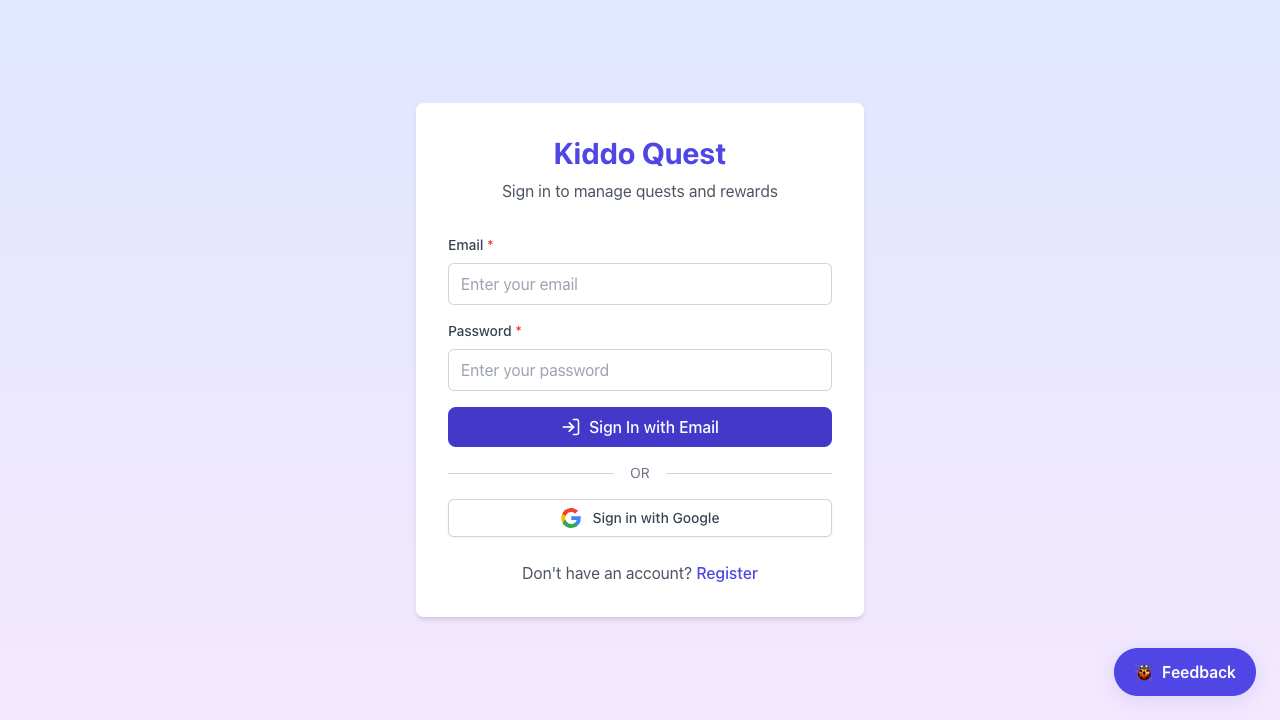 Kiddo Quest
Sign in to manage quests and rewards
Email *
Enter your email
Password *
Enter your password
Sign In with Email
OR
Sign in with Google
Don't have an account? Register
Feedback